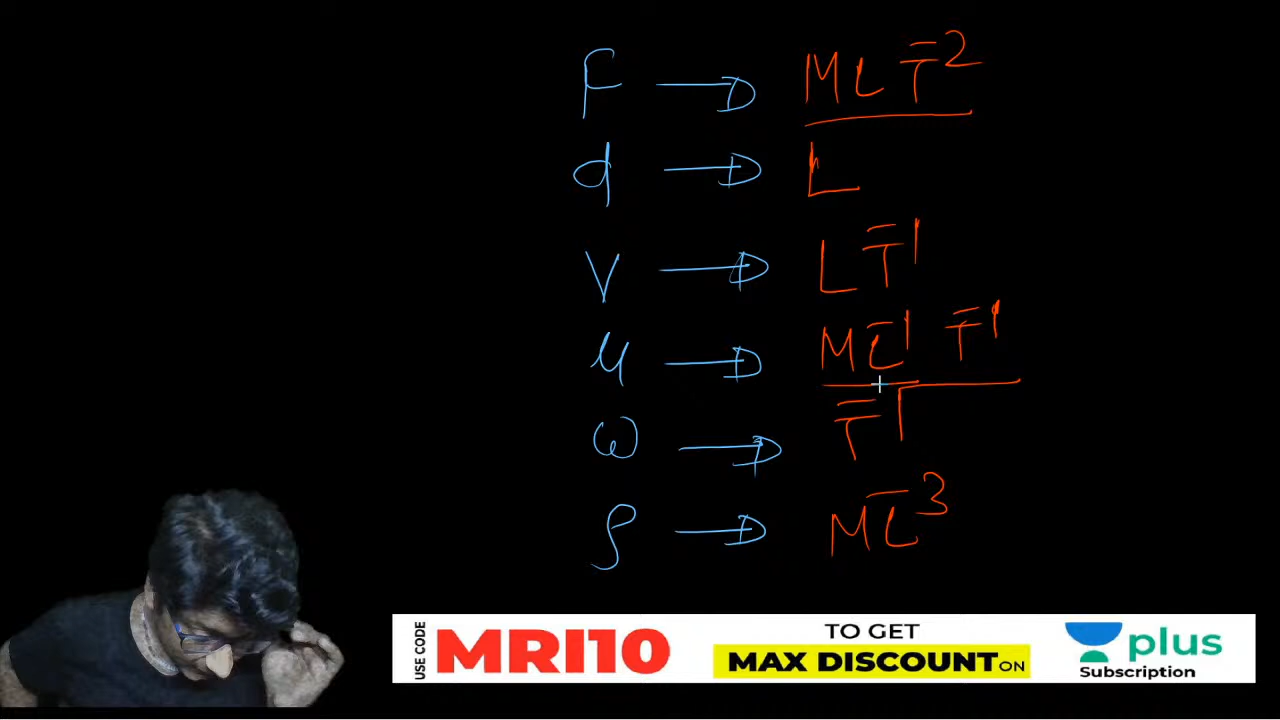 F → MLT⁻²
d → L
V → LT⁻¹
μ → ML⁻¹ T⁻¹
ω → T⁻¹
ρ → ML⁻³
USE CODE MRI10 TO GET MAX DISCOUNT ON plus Subscription